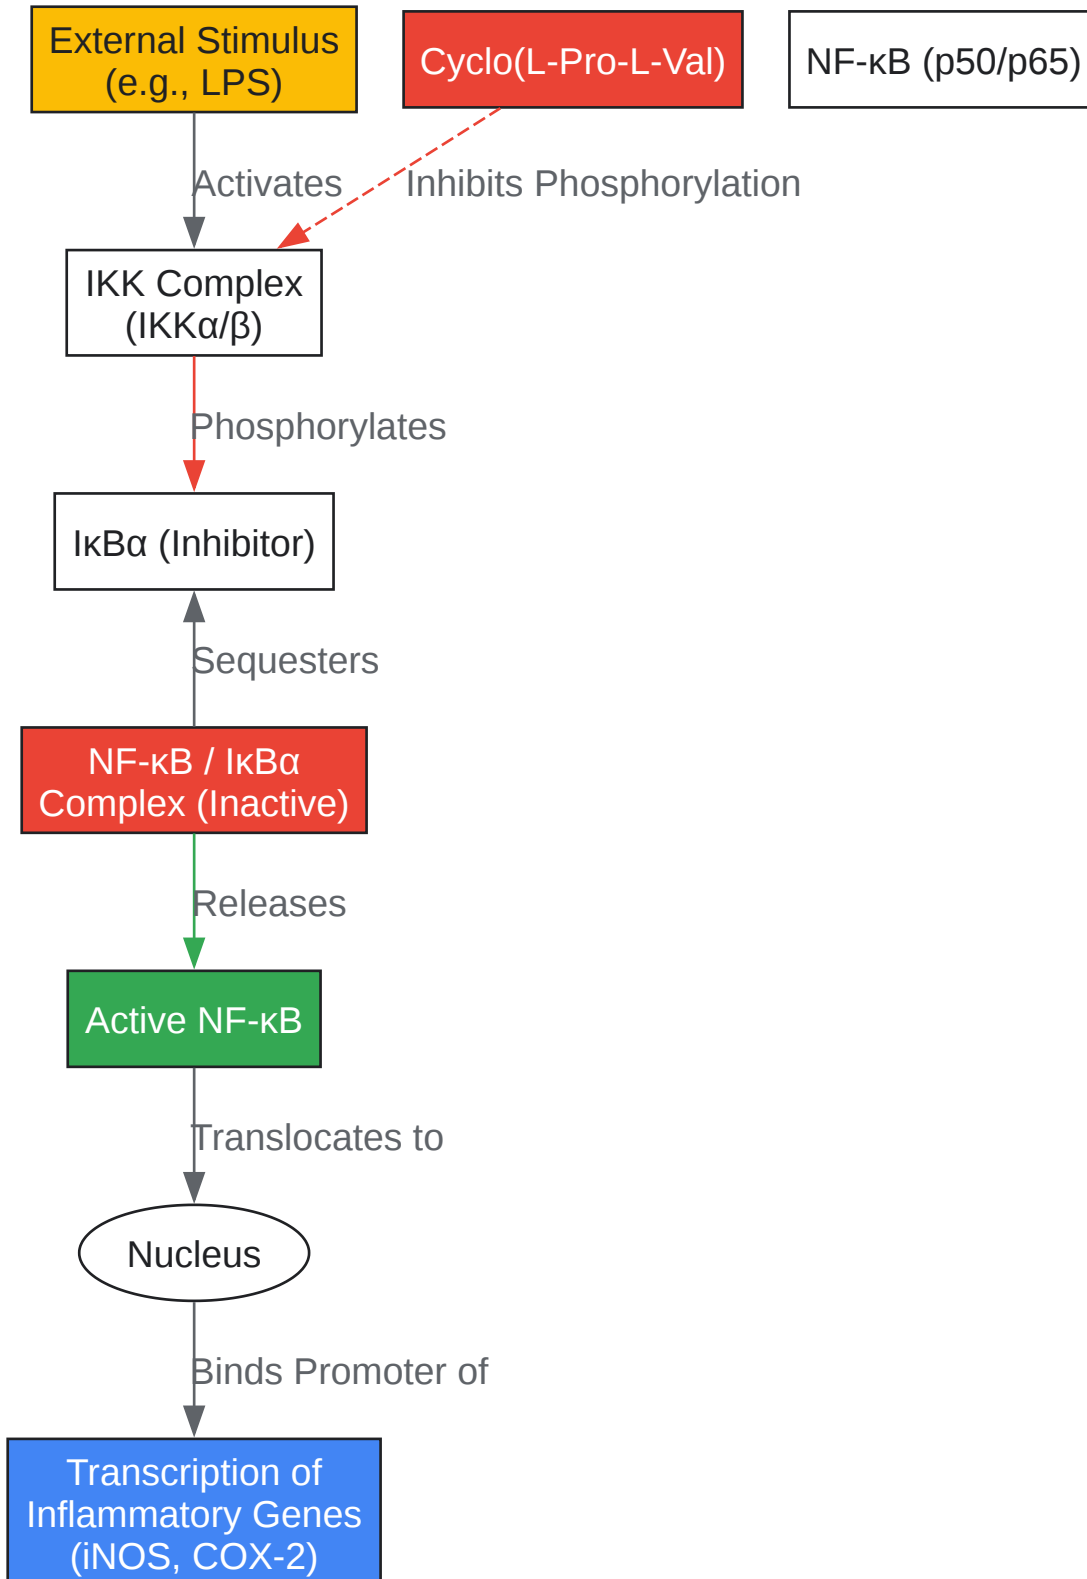 External Stimulus
(e.g., LPS)
Cyclo(L-Pro-L-Val)
NF-κB (p50/p65)
Activates
Inhibits Phosphorylation
IKK Complex
(IKKα/β)
Phosphorylates
IκBα (Inhibitor)
Sequesters
NF-κB / IκBα
Complex (Inactive)
Releases
Active NF-κB
Translocates to
Nucleus
Binds Promoter of
Transcription of
Inflammatory Genes
(iNOS, COX-2)